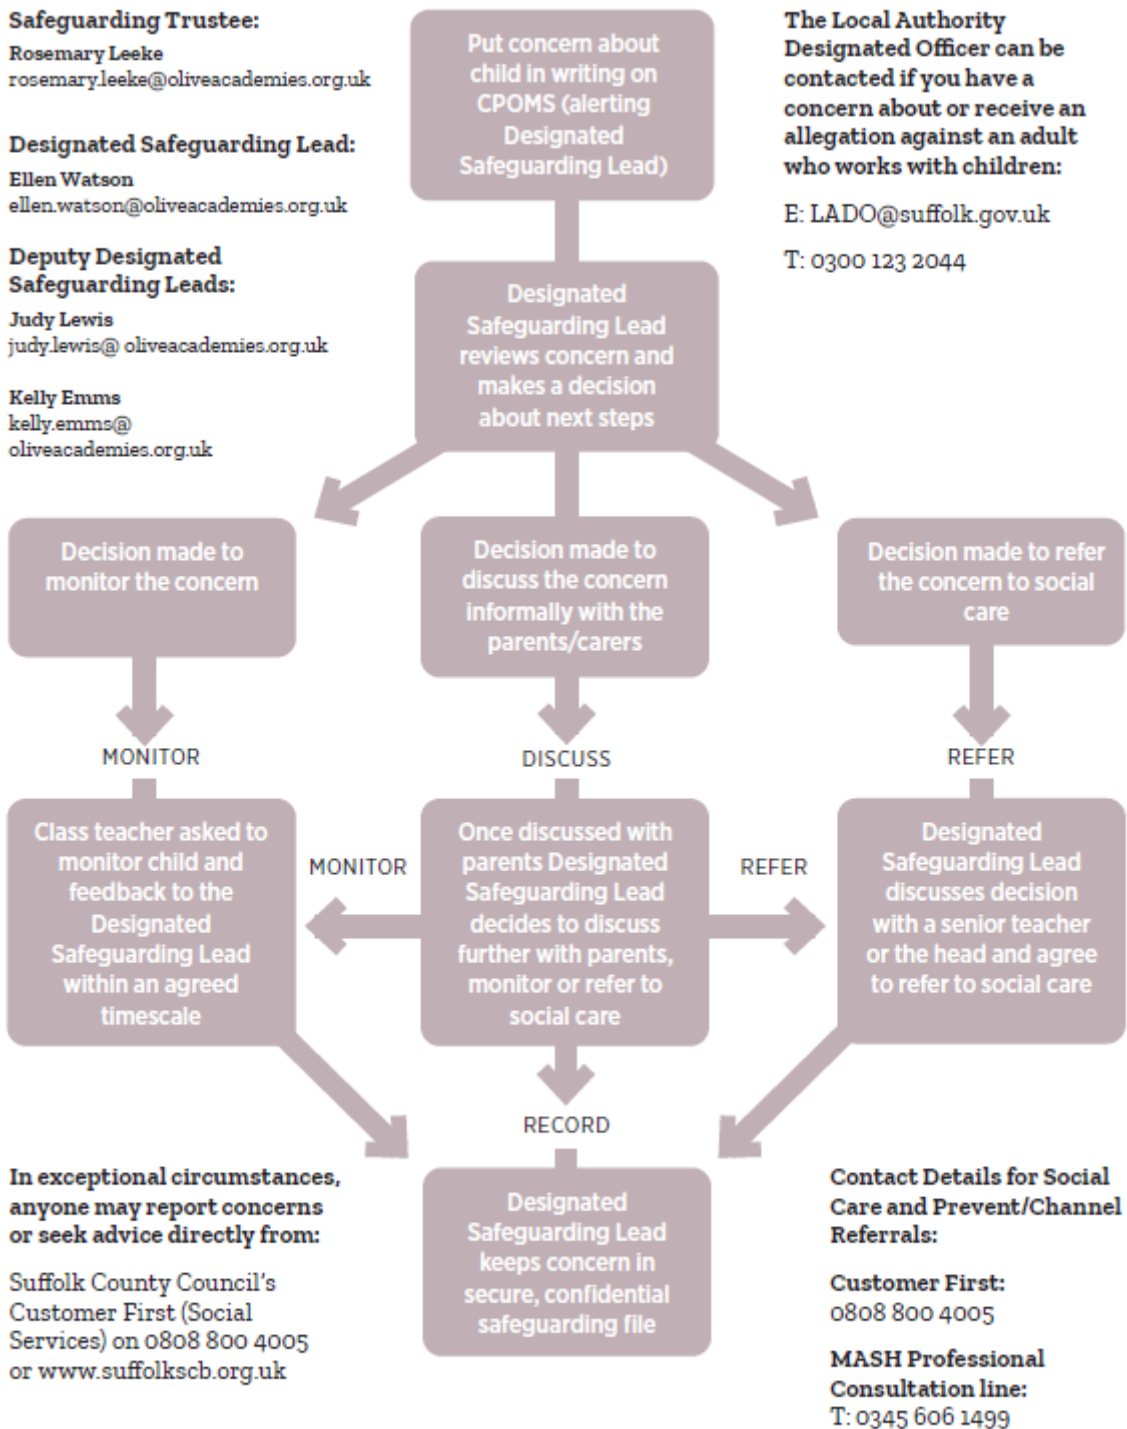 Safeguarding Trustee:
Rosemary Leeke
rosemary.leeke@oliveacademies.org.uk
Designated Safeguarding Lead:
Ellen Watson
ellen.watson@oliveacademies.org.uk
Deputy Designated
Safeguarding Leads:
Judy Lewis
judy.lewis@ oliveacademies.org.uk
Kelly Emms
kelly.emms@
oliveacademies.org.uk
Put concern about
child in writing on
CPOMS (alerting
Designated
Safeguarding Lead)
The Local Authority
Designated Officer can be
contacted if you have a
concern about or receive an
allegation against an adult
who works with children:
E: LADO@suffolk.gov.uk
T: 0300 123 2044
Designated
Safeguarding Lead
reviews concern and
makes a decision
about next steps
Decision made to
monitor the concern
Decision made to
discuss the concern
informally with the
parents/carers
Decision made to refer
the concern to social
care
MONITOR
DISCUSS
REFER
Class teacher asked to
monitor child and
feedback to the
Designated
Safeguarding Lead
within an agreed
timescale
MONITOR
Once discussed with
parents Designated
Safeguarding Lead
decides to discuss
further with parents,
monitor or refer to
social care
REFER
Designated
Safeguarding Lead
discusses decision
with a senior teacher
or the head and agree
to refer to social care
RECORD
In exceptional circumstances,
anyone may report concerns
or seek advice directly from:
Suffolk County Council's
Customer First (Social
Services) on 0808 800 4005
or www.suffolkscb.org.uk
Designated
Safeguarding Lead
keeps concern in
secure, confidential
safeguarding file
Contact Details for Social
Care and Prevent/Channel
Referrals:
Customer First:
0808 800 4005
MASH Professional
Consultation line:
T: 0345 606 1499